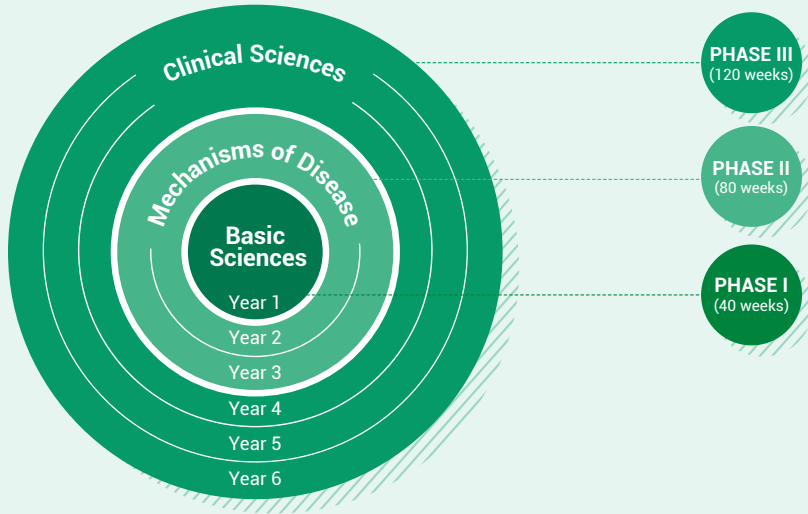 Clinical Sciences
Mechanisms of Disease
Basic
Sciences
Year 1
Year 2
Year 3
Year 4
Year 5
Year 6
PHASE III
(120 weeks)
PHASE II
(80 weeks)
PHASE I
(40 weeks)